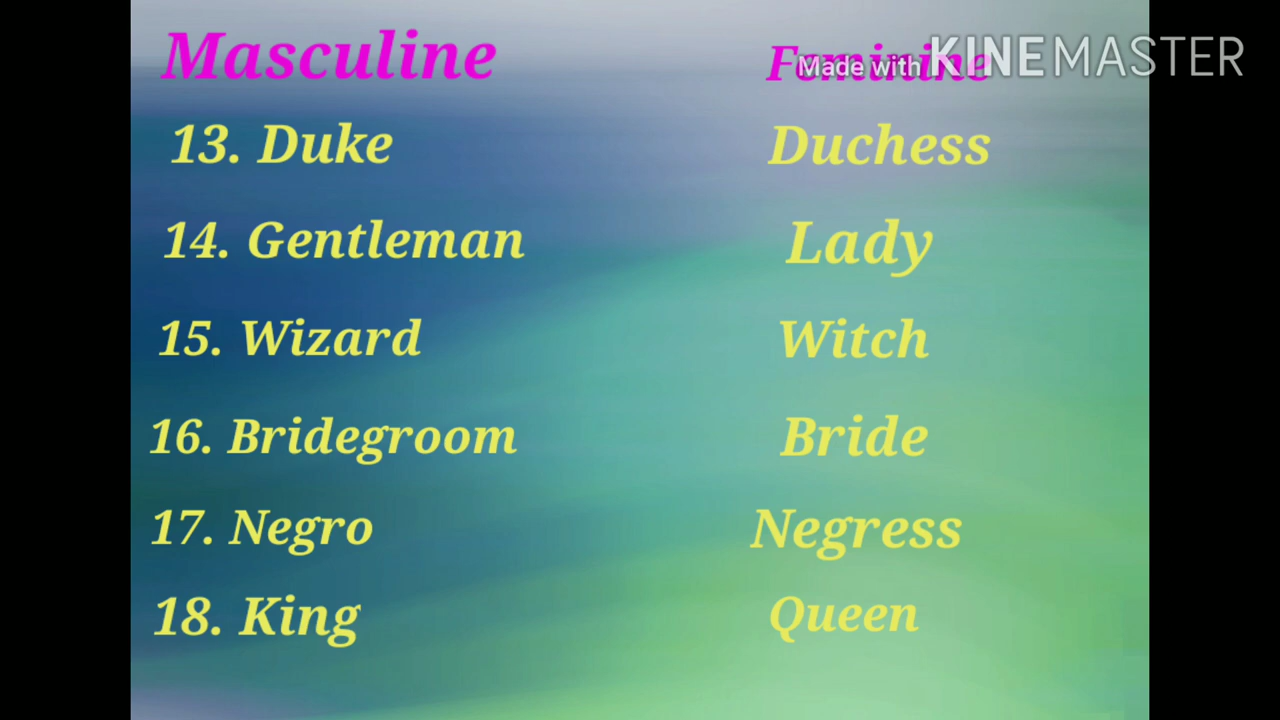 Masculine Feminine
Made with KINEMASTER
13. Duke Duchess
14. Gentleman Lady
15. Wizard Witch
16. Bridegroom Bride
17. Negro Negress
18. King Queen